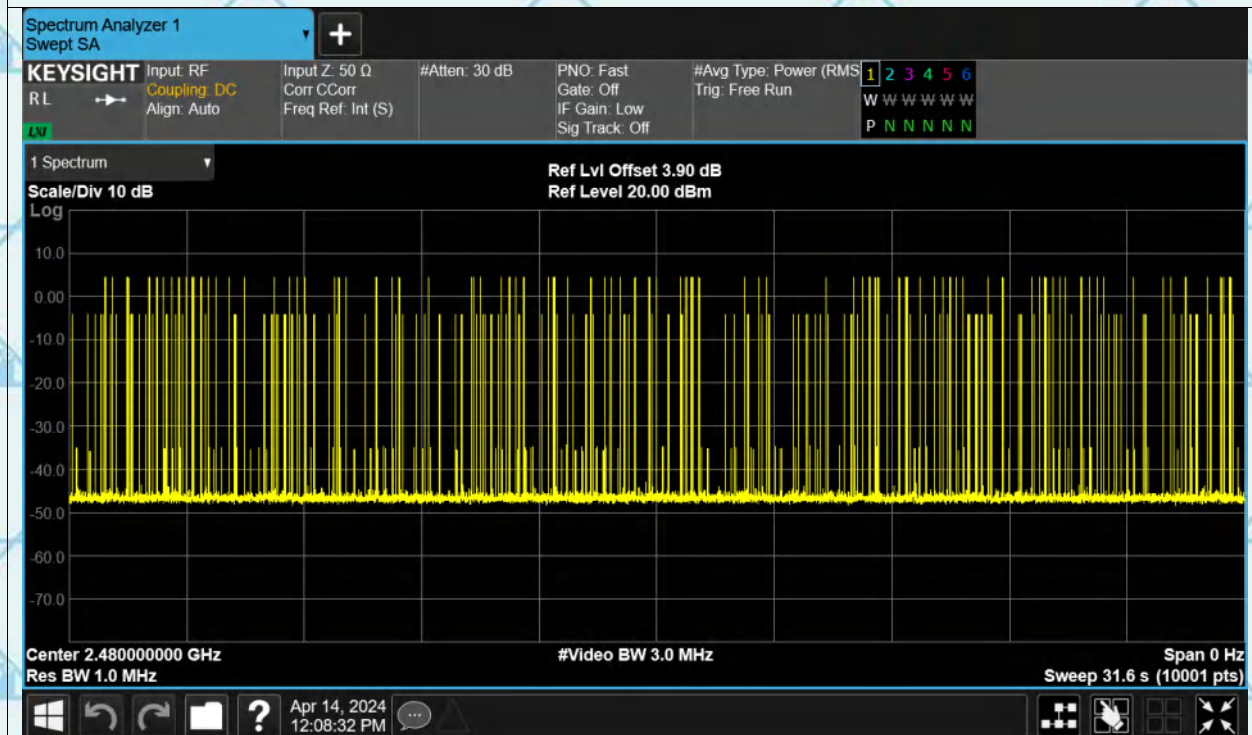 Spectrum Analyzer 1
Swept SA
KEYSIGHT
RL
LXI
Input: RF
Coupling: DC
Align: Auto
Input Z: 50 Ω
Corr CCorr
Freq Ref: Int (S)
#Atten: 30 dB
PNO: Fast
Gate: Off
IF Gain: Low
Sig Track: Off
#Avg Type: Power (RMS
Trig: Free Run
1 2 3 4 5 6
W W W W W W
P N N N N N
1 Spectrum
Scale/Div 10 dB
Ref Lvl Offset 3.90 dB
Ref Level 20.00 dBm
Log
10.0
0.00
-10.0
-20.0
-30.0
-40.0
-50.0
-60.0
-70.0
Center 2.480000000 GHz
#Video BW 3.0 MHz
Span 0 Hz
Res BW 1.0 MHz
Sweep 31.6 s (10001 pts)
?
Apr 14, 2024
12:08:32 PM